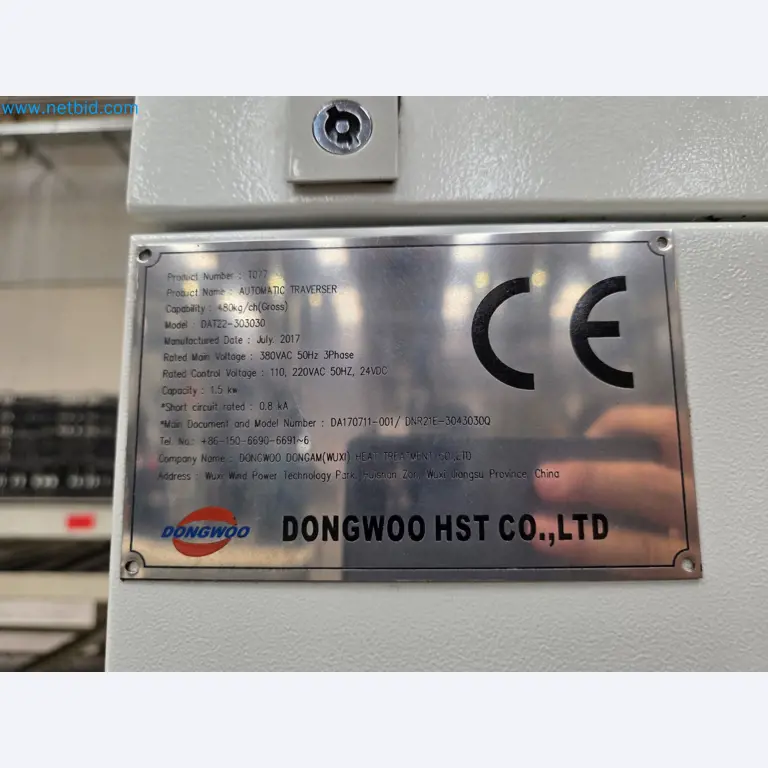 www.netbid.com
Product Number : T077
Product Name : AUTOMATIC TRAVERSER
Capability : 480kg/ch(Gross)
Model : DAT22-303030
Manufactured Date : July. 2017
Rated Main Voltage : 380VAC 50Hz 3Phase
Rated Control Voltage : 110, 220VAC 50HZ, 24VDC
Capacity : 1.5 kw
*Short circuit rated : 0.8 kA
*Main Document and Model Number : DA170711-001/ DNR21E-3043030Q
Tel. No.: +86-150-6690-6691~6
Company Name : DONGWOO DONGAM(WUXI) HEAT TREATMENT CO.,LTD
Address : Wuxi Wind Power Technology Park Huishan Zone Wuxi Jiangsu Province, China
CE
DONGWOO
DONGWOO HST CO.,LTD